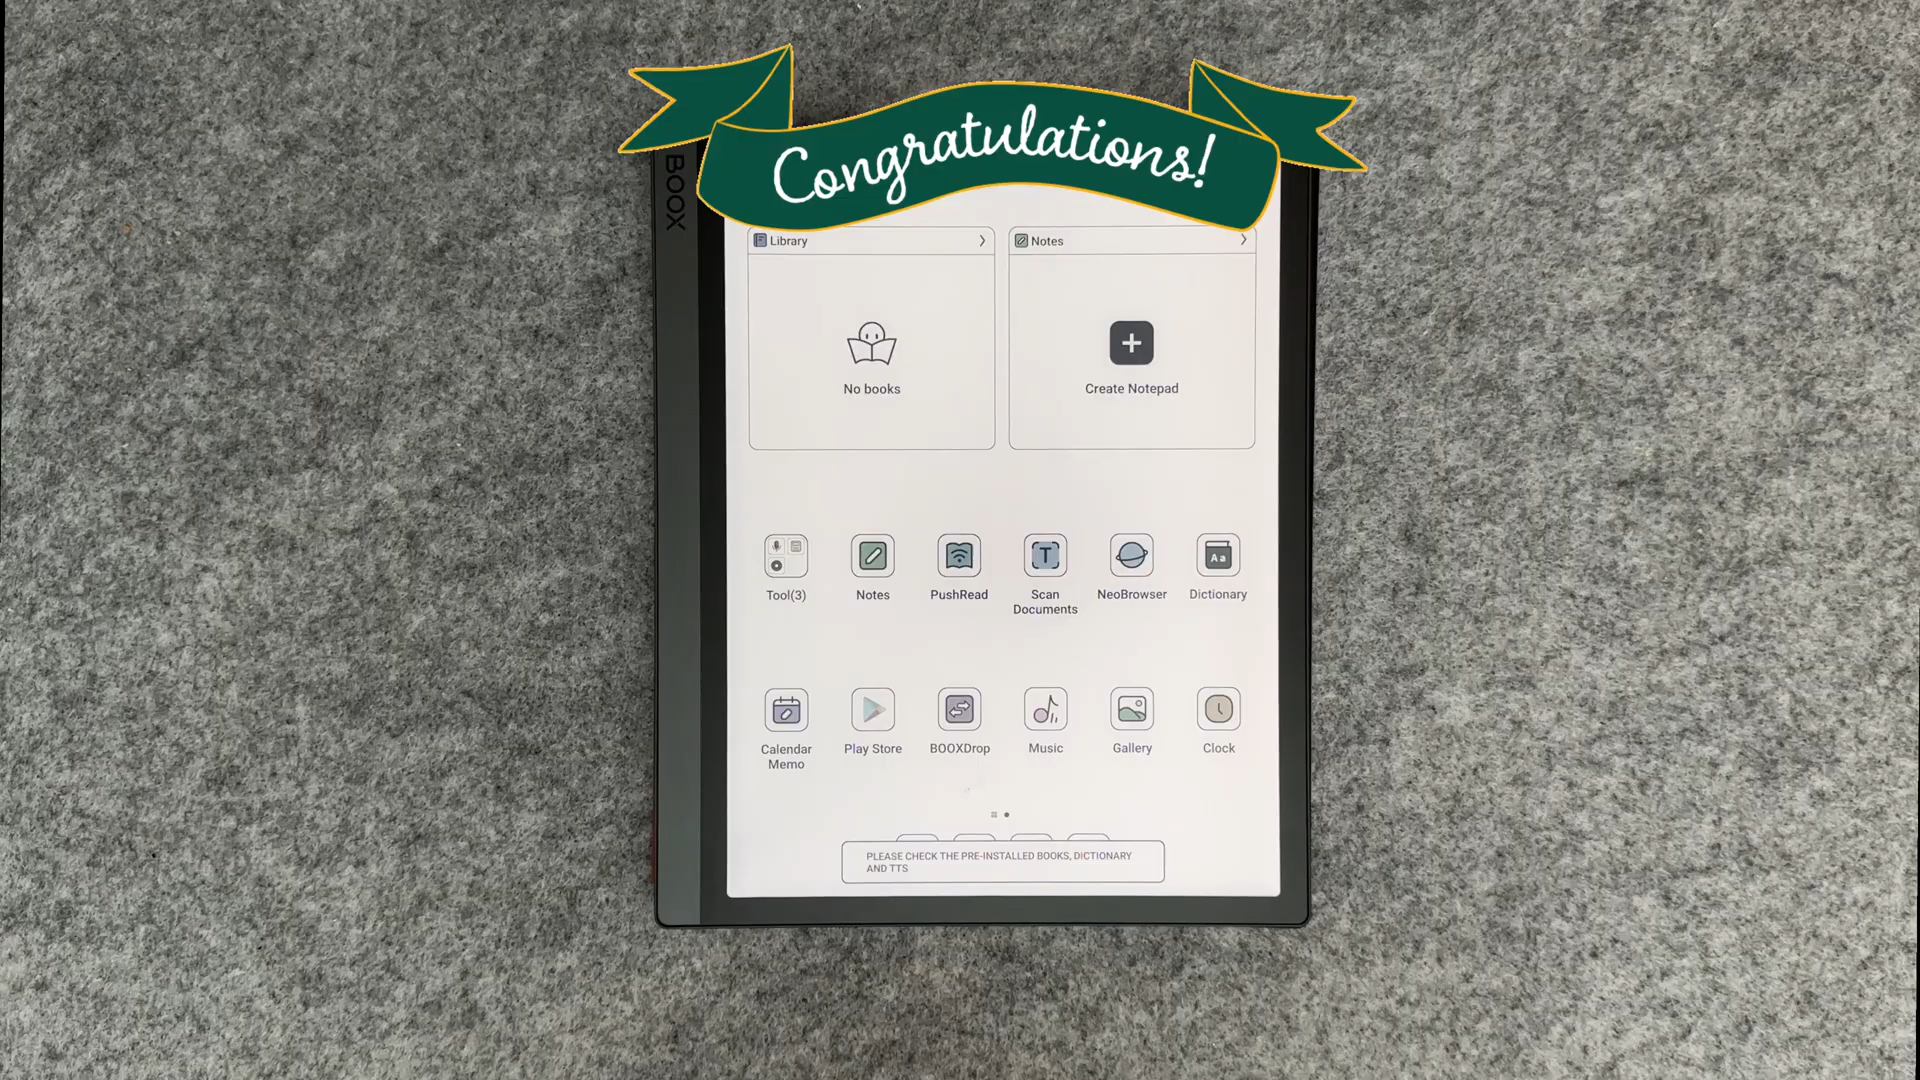 Congratulations!
BOOX
Library
Notes
No books
Create Notepad
Tool(3)
Notes
PushRead
T
Scan
Documents
NeoBrowser
Aa
Dictionary
Calendar
Memo
Play Store
BOOXDrop
Music
Gallery
Clock
PLEASE CHECK THE PRE-INSTALLED BOOKS, DICTIONARY
AND TTS